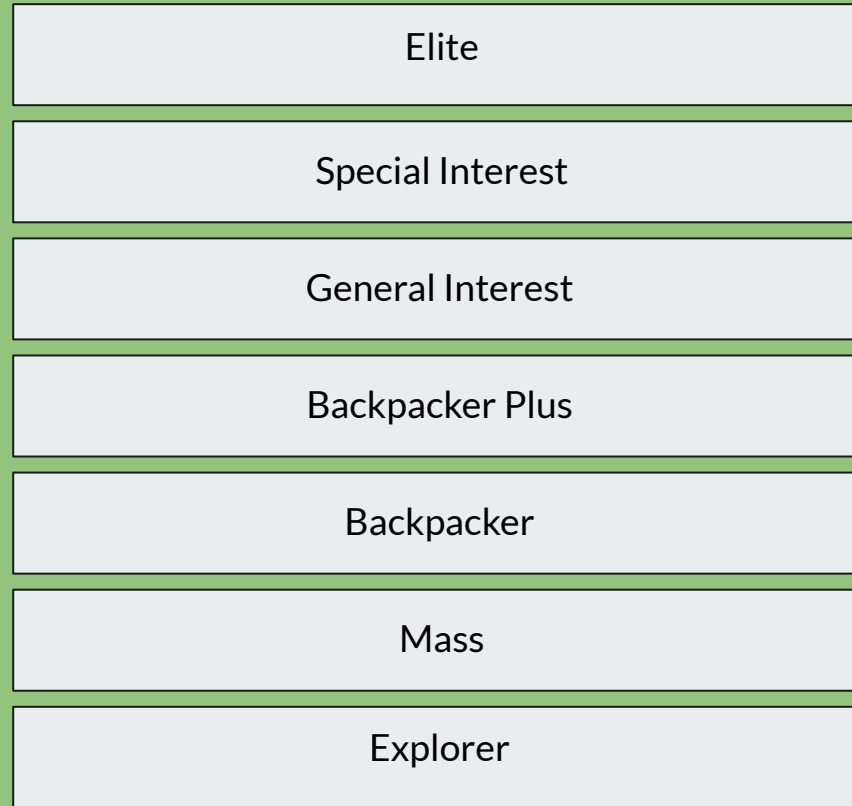 Elite
Special Interest
General Interest
Backpacker Plus
Backpacker
Mass
Explorer